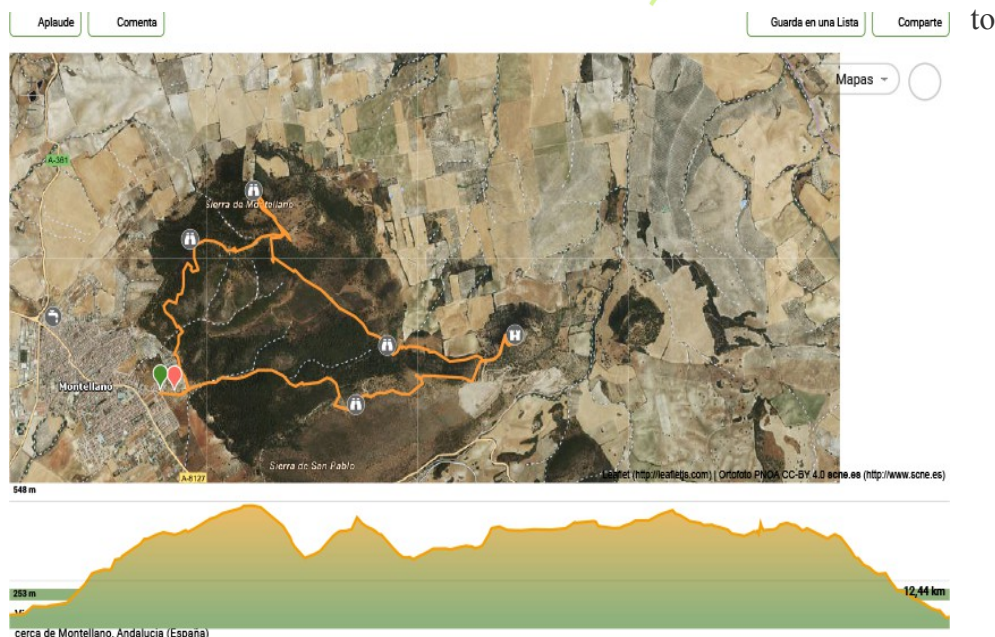 Aplaude Comenta Guarda en una Lista Comparte to
Mapas
A-361
Sierra de Montellano
H
Montellano
Sierra de San Pablo
A-8127
Leaflet (http://leafletjs.com) | Ortofoto PNOA CC-BY 4.0 scne.es (http://www.scne.es)
548 m
253 m
12,44 km
cerca de Montellano, Andalucía (España)